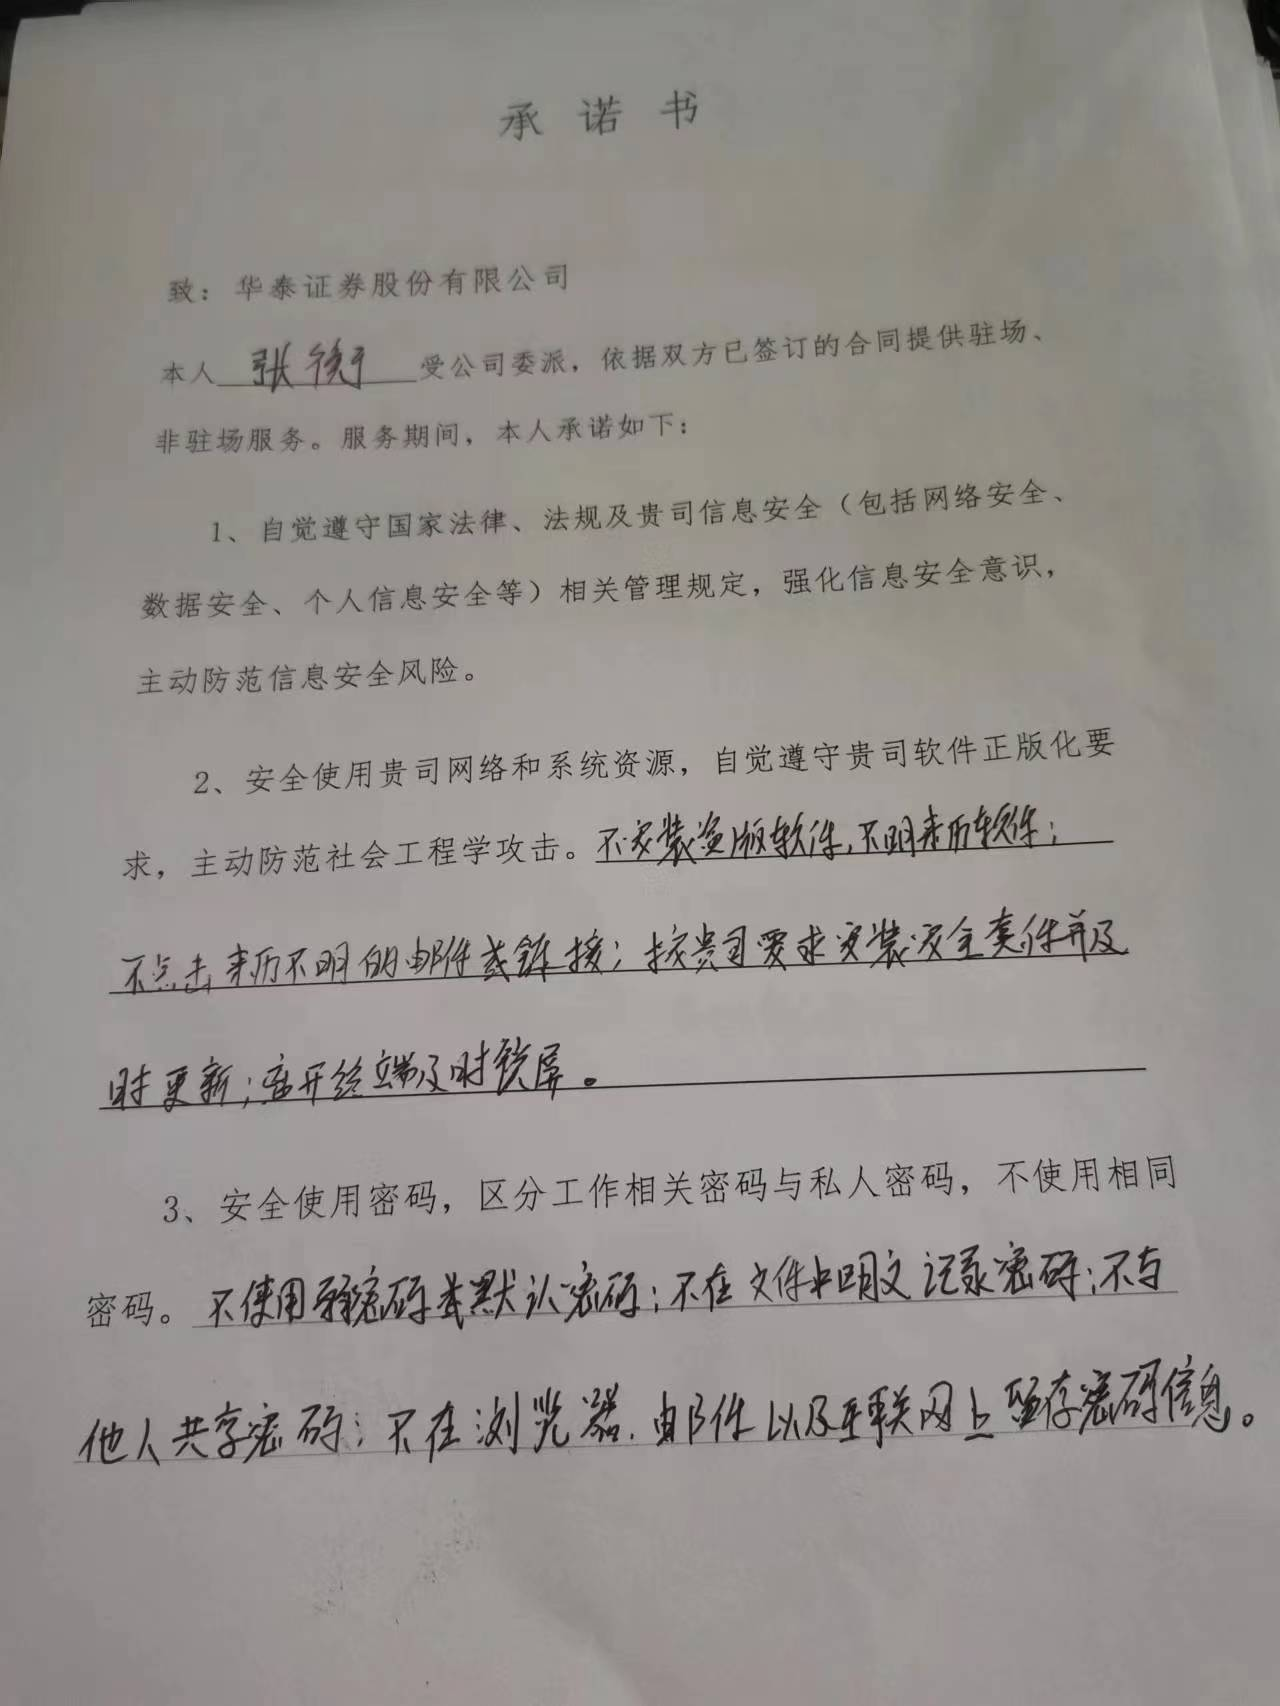 承诺书
致：华泰证券股份有限公司
本人 张衡 受公司委派，依据双方已签订的合同提供驻场、
非驻场服务。服务期间，本人承诺如下：
1、自觉遵守国家法律、法规及贵司信息安全（包括网络安全、
数据安全、个人信息安全等）相关管理规定，强化信息安全意识，
主动防范信息安全风险。
2、安全使用贵司网络和系统资源，自觉遵守贵司软件正版化要
求，主动防范社会工程学攻击。不安装盗版软件，不明来历软件；
不点击来历不明的邮件或链接；按贵司要求安装安全套件并及
时更新；离开终端及时锁屏。
3、安全使用密码，区分工作相关密码与私人密码，不使用相同
密码。不使用弱密码或默认密码；不在文件中明文记录密码；不与
他人共享密码；不在浏览器、邮件以及互联网上留存密码信息。